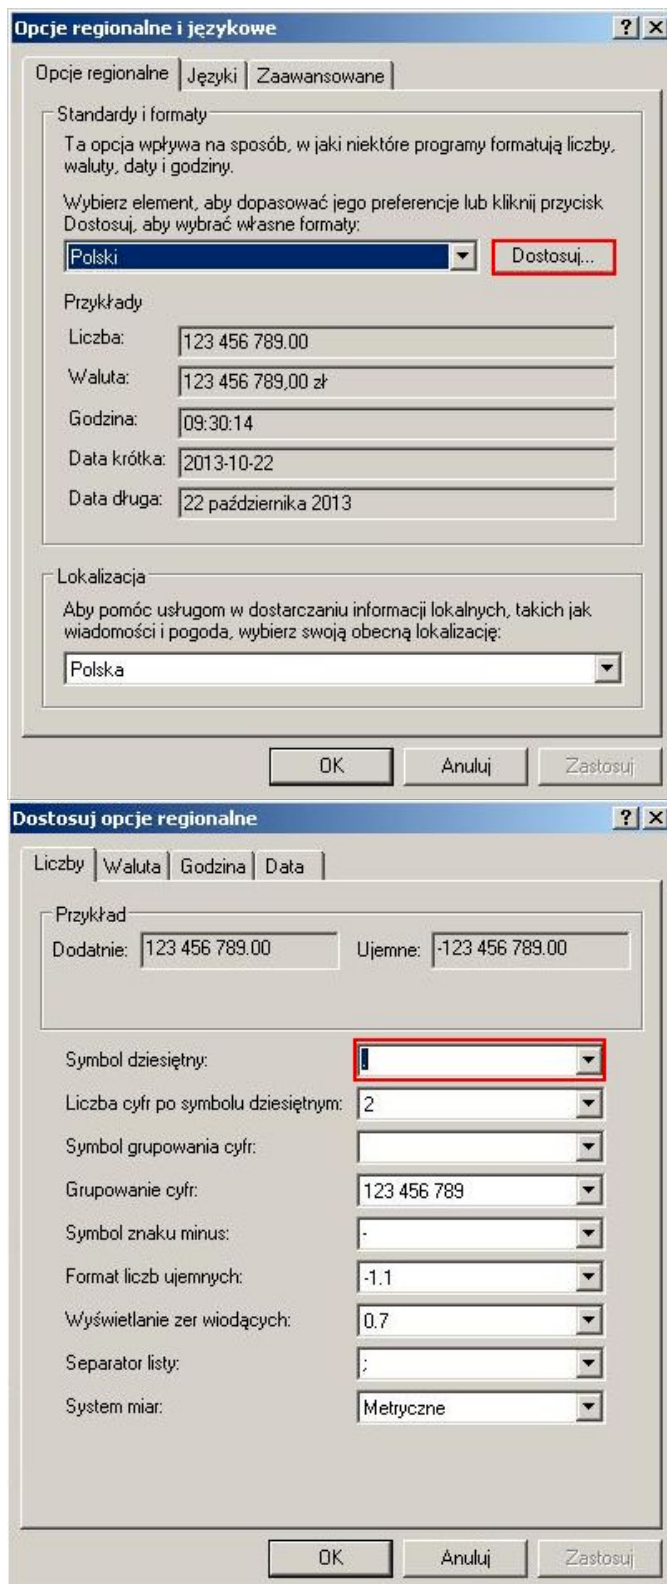 Opcje regionalne i językowe
Opcje regionalne Języki Zaawansowane
Standardy i formaty
Ta opcja wpływa na sposób, w jaki niektóre programy formatują liczby,
waluty, daty i godziny.
Wybierz element, aby dopasować jego preferencje lub kliknij przycisk
Dostosuj, aby wybrać własne formaty:
Polski Dostosuj...
Przykłady
Liczba: 123 456 789.00
Waluta: 123 456 789,00 zł
Godzina: 09:30:14
Data krótka: 2013-10-22
Data długa: 22 października 2013
Lokalizacja
Aby pomóc usługom w dostarczaniu informacji lokalnych, takich jak
wiadomości i pogoda, wybierz swoją obecną lokalizację:
Polska
OK Anuluj Zastosuj
Dostosuj opcje regionalne
Liczby Waluta Godzina Data
Przykład
Dodatnie: 123 456 789.00 Ujemne: -123 456 789.00
Symbol dziesiętny: .
Liczba cyfr po symbolu dziesiętnym: 2
Symbol grupowania cyfr:
Grupowanie cyfr: 123 456 789
Symbol znaku minus: -
Format liczb ujemnych: -1.1
Wyświetlanie zer wiodących: 0.7
Separator listy: ;
System miar: Metryczne
OK Anuluj Zastosuj